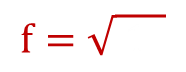 f = √